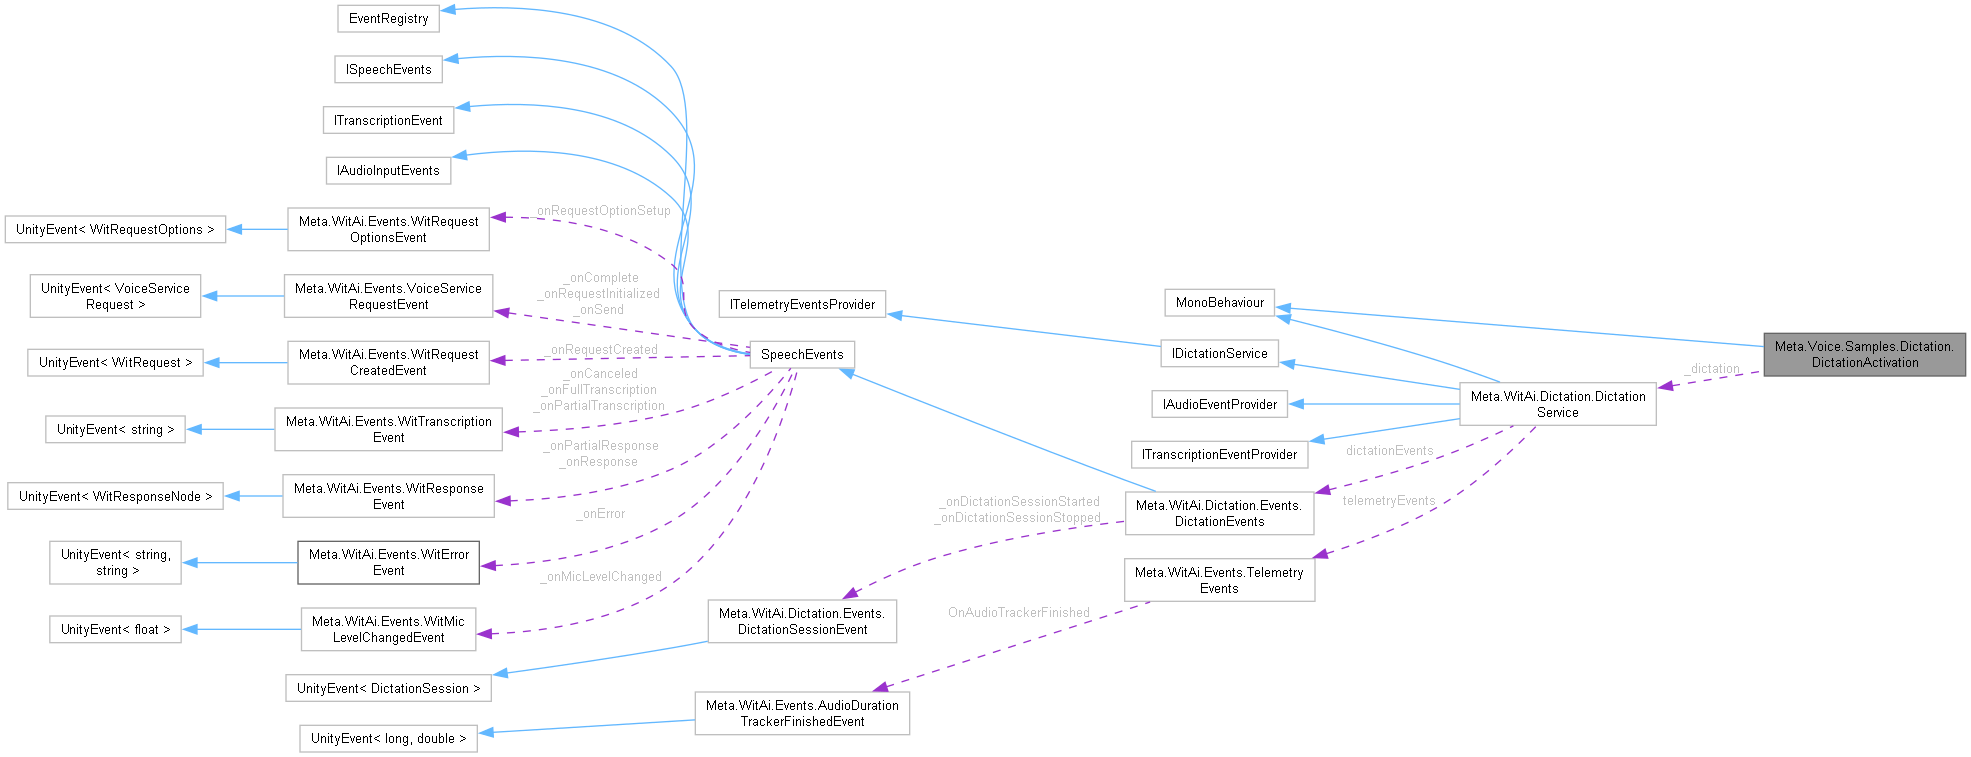 EventRegistry
ISpeechEvents
ITranscriptionEvent
IAudioInputEvents
UnityEvent< WitRequestOptions >
Meta.WitAi.Events.WitRequest
OptionsEvent
_onRequestOptionSetup
UnityEvent< VoiceService
Request >
Meta.WitAi.Events.VoiceService
RequestEvent
_onComplete
_onRequestInitialized
_onSend
UnityEvent< WitRequest >
Meta.WitAi.Events.WitRequest
CreatedEvent
_onRequestCreated
UnityEvent< string >
Meta.WitAi.Events.WitTranscription
Event
_onCanceled
_onFullTranscription
_onPartialTranscription
UnityEvent< WitResponseNode >
Meta.WitAi.Events.WitResponse
Event
_onPartialResponse
_onResponse
UnityEvent< string,
string >
Meta.WitAi.Events.WitError
Event
_onError
UnityEvent< float >
Meta.WitAi.Events.WitMic
LevelChangedEvent
_onMicLevelChanged
UnityEvent< DictationSession >
UnityEvent< long, double >
ITelemetryEventsProvider
SpeechEvents
_onDictationSessionStarted
_onDictationSessionStopped
Meta.WitAi.Dictation.Events.
DictationSessionEvent
OnAudioTrackerFinished
Meta.WitAi.Events.AudioDuration
TrackerFinishedEvent
MonoBehaviour
IDictationService
IAudioEventProvider
ITranscriptionEventProvider
Meta.WitAi.Dictation.Events.
DictationEvents
Meta.WitAi.Events.Telemetry
Events
dictationEvents
telemetryEvents
Meta.WitAi.Dictation.Dictation
Service
_dictation
Meta.Voice.Samples.Dictation.
DictationActivation